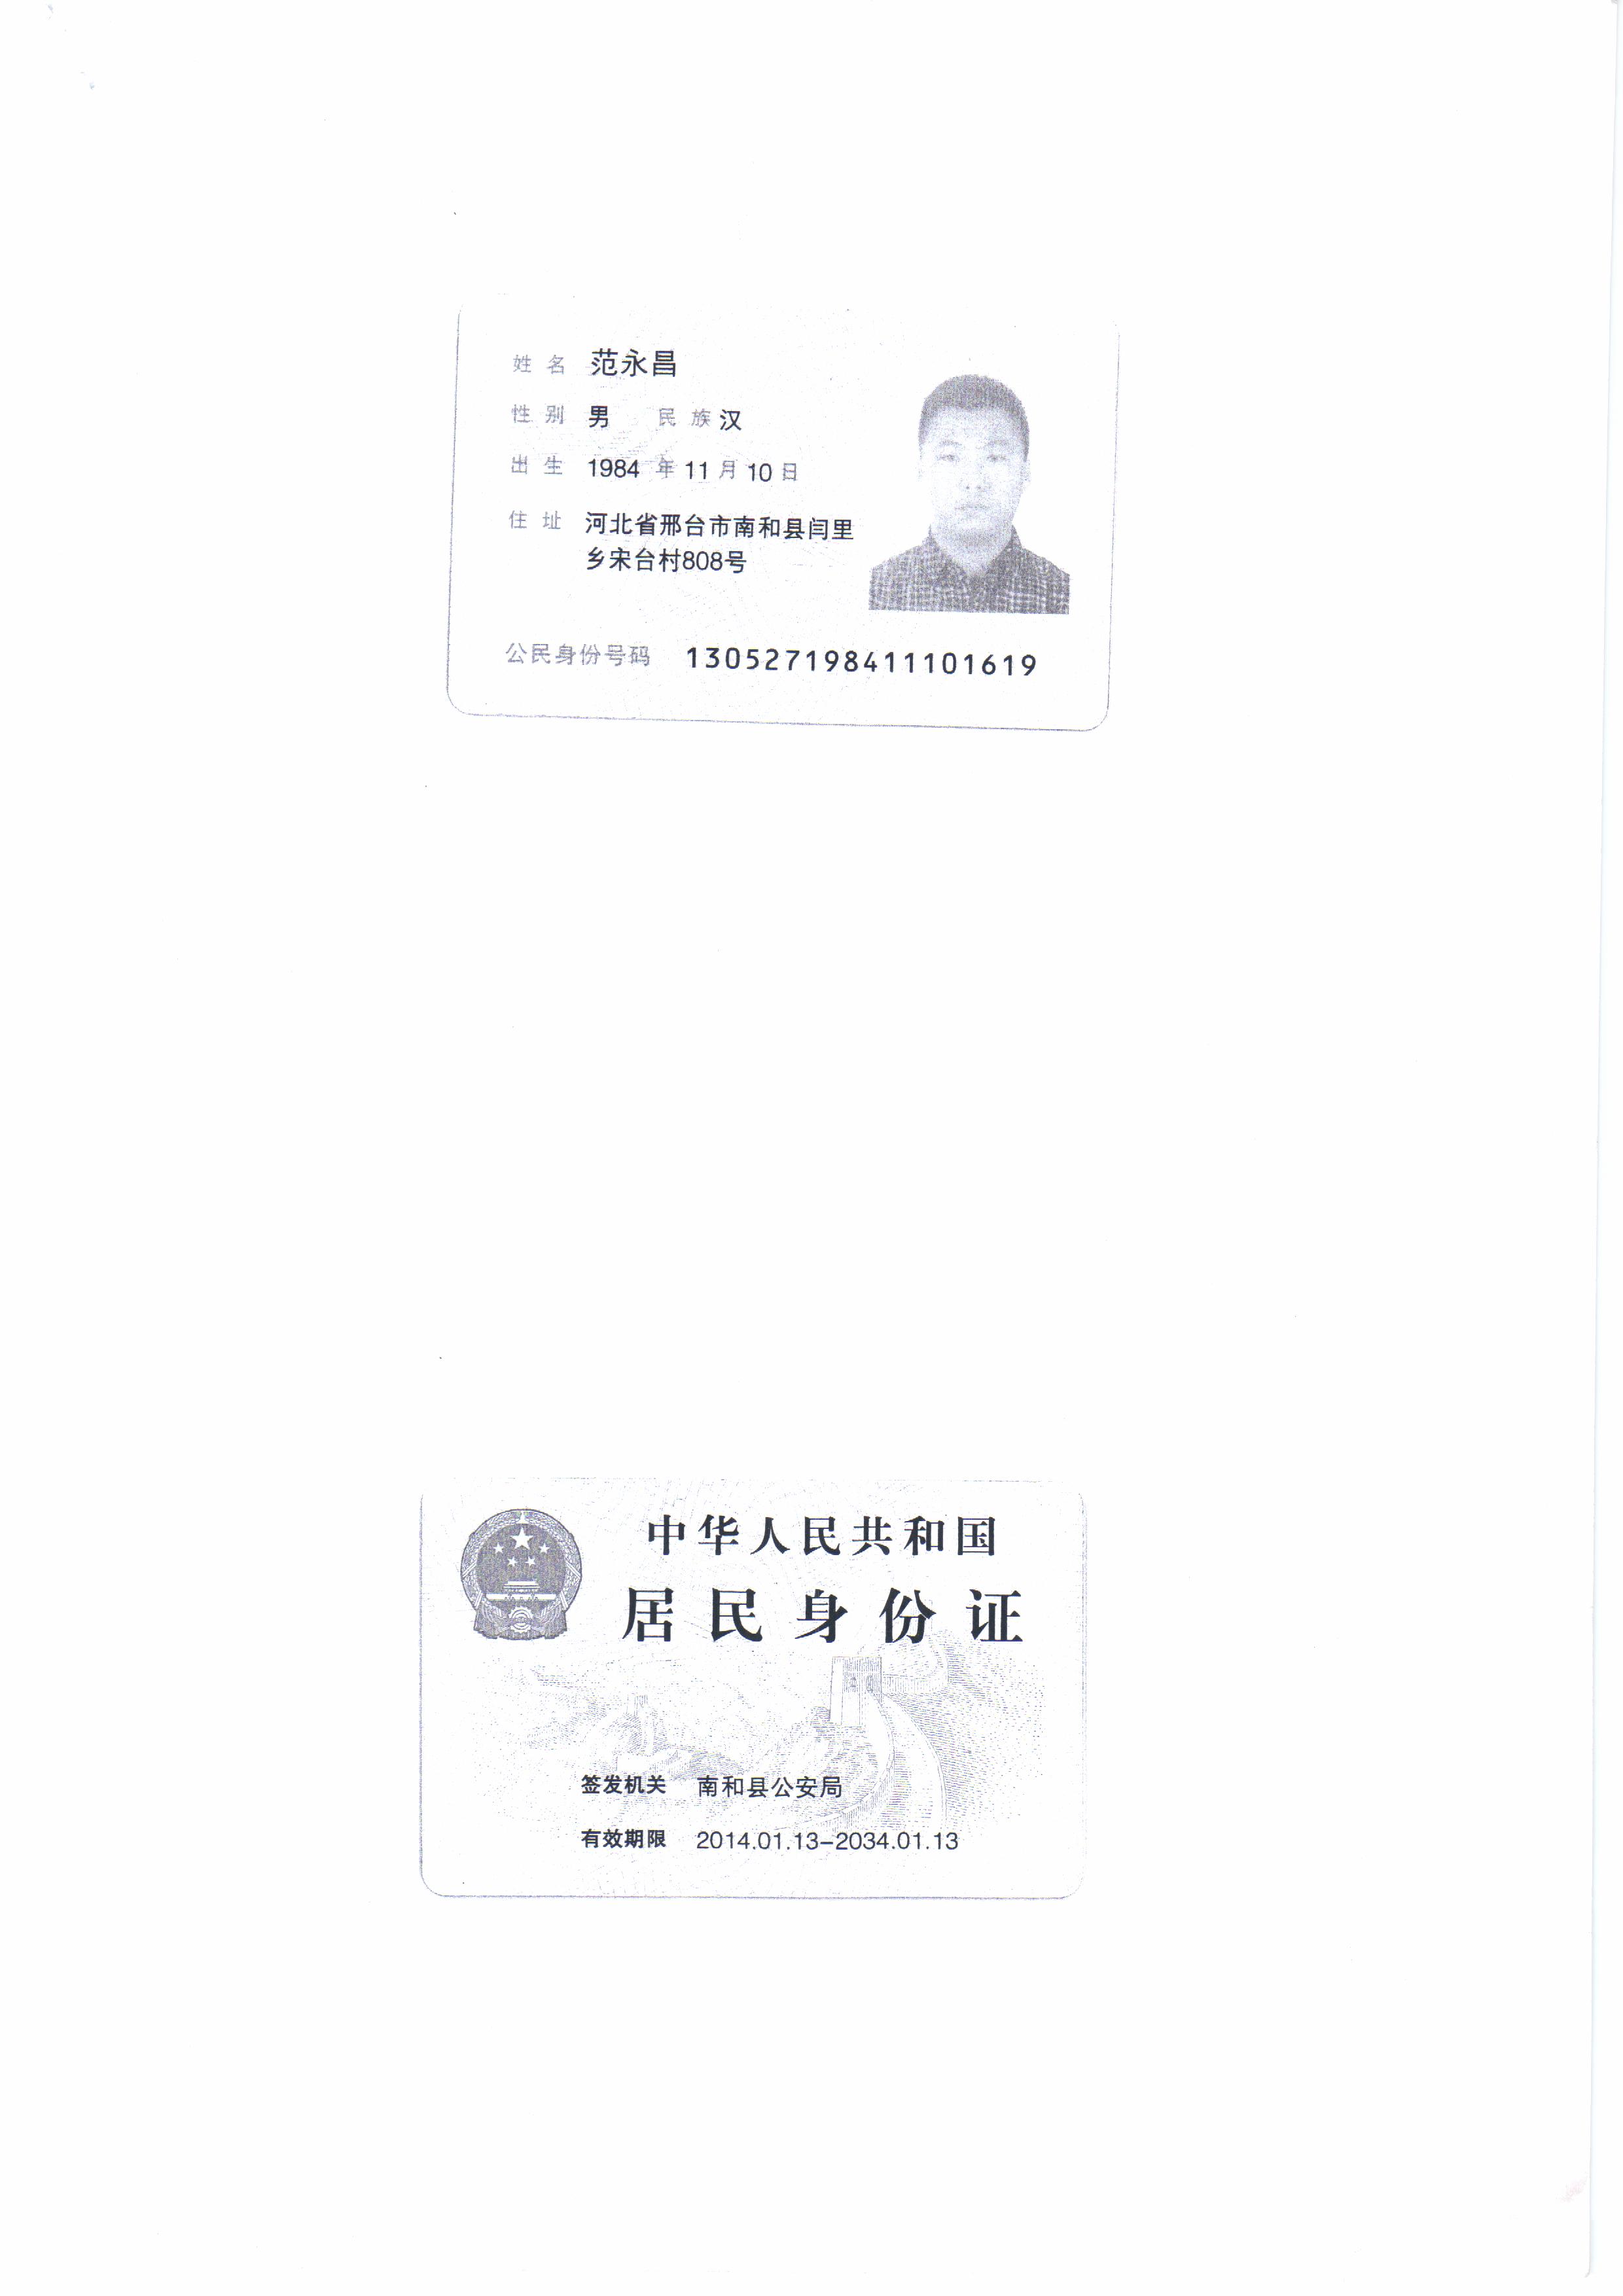 姓名 范永昌
性别 男 民族 汉
出生 1984 年 11 月 10 日
住址 河北省邢台市南和县闫里
乡宋台村808号
公民身份号码 130527198411101619
中华人民共和国
居民身份证
签发机关 南和县公安局
有效期限 2014.01.13-2034.01.13